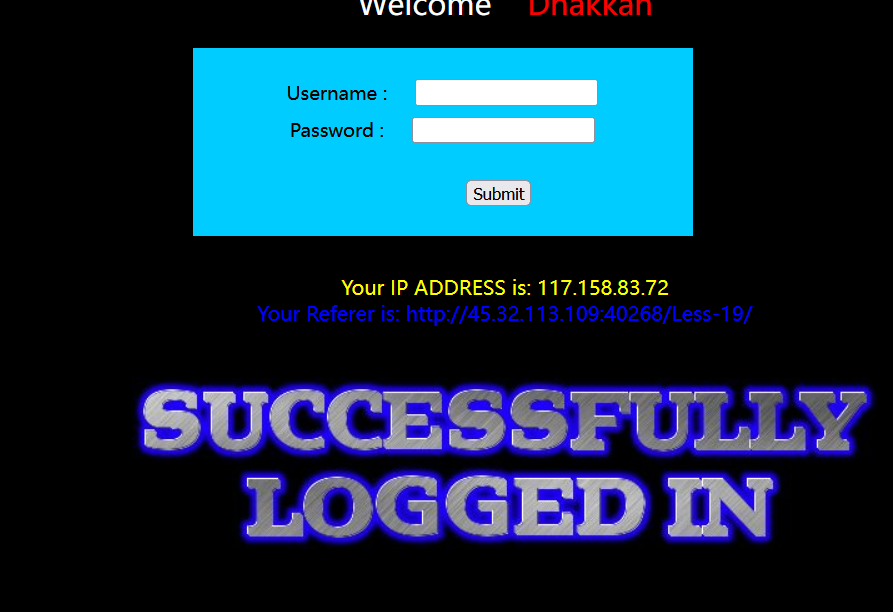 Welcome Dhakkan
Username :
Password :
Submit
Your IP ADDRESS is: 117.158.83.72
Your Referer is: http://45.32.113.109:40268/Less-19/
SUCCESSFULLY
LOGGED IN